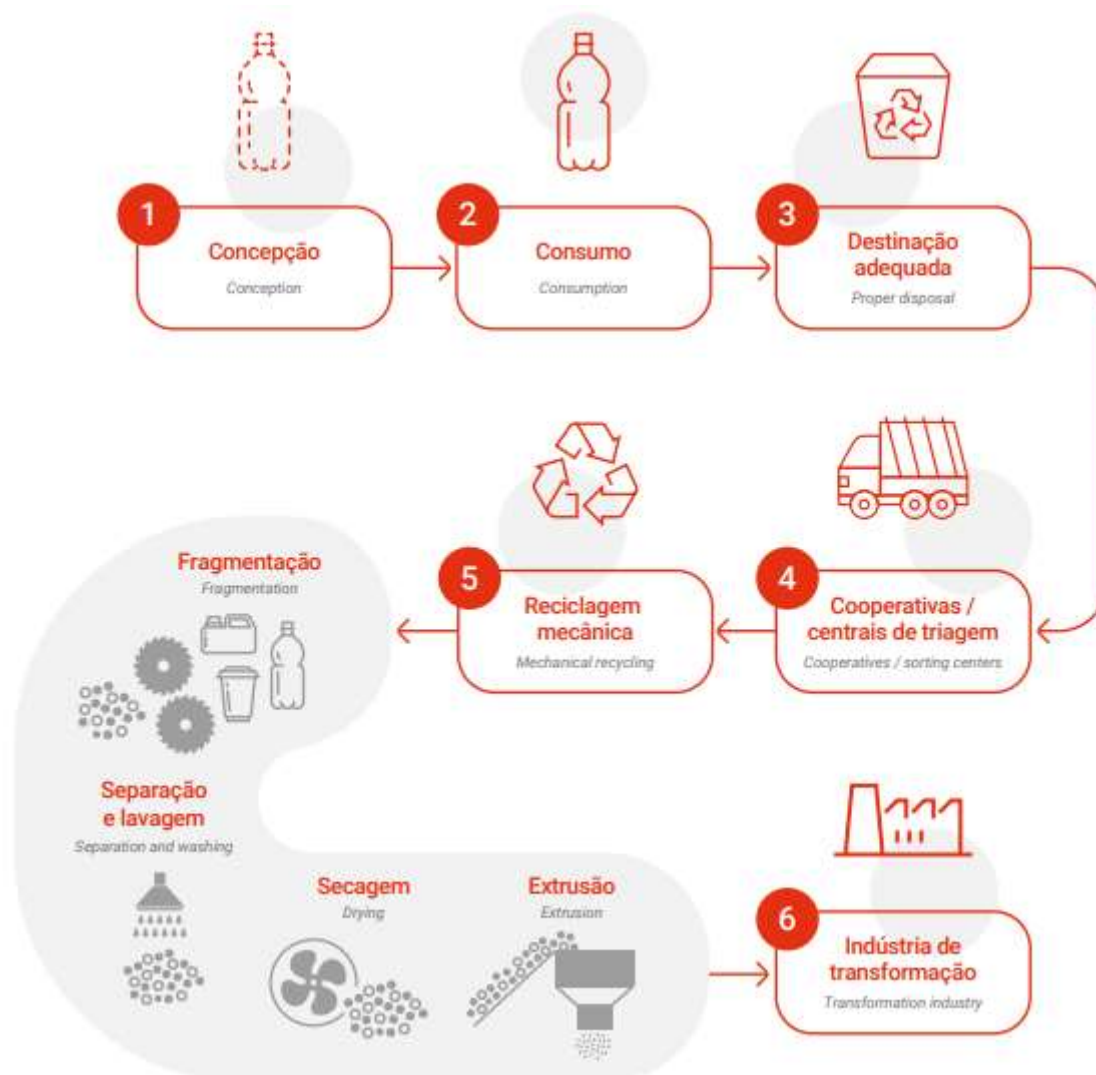 1
Concepção
Conception
2
Consumo
Consumption
3
Destinação
adequada
Proper disposal
4
Cooperativas /
centrais de triagem
Cooperatives / sorting centers
5
Reciclagem
mecânica
Mechanical recycling
Fragmentação
Fragmentation
Separação
e lavagem
Separation and washing
Secagem
Drying
Extrusão
Extrusion
6
Indústria de
transformação
Transformation industry